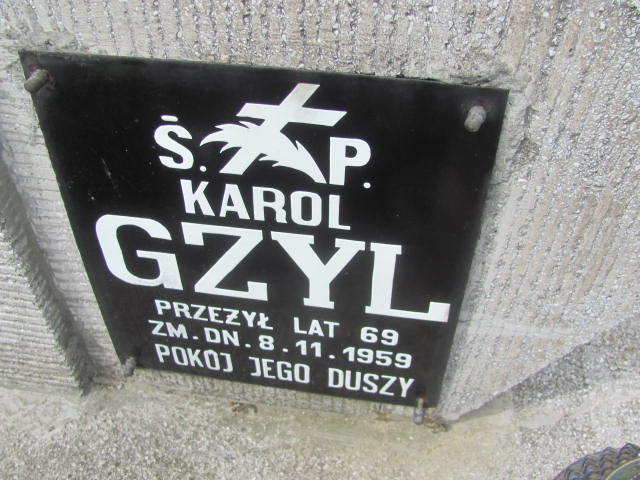 Ś. P.
KAROL
GZYL
PRZEŻYŁ LAT 69
ZM. DN. 8.11.1959
POKÓJ JEGO DUSZY